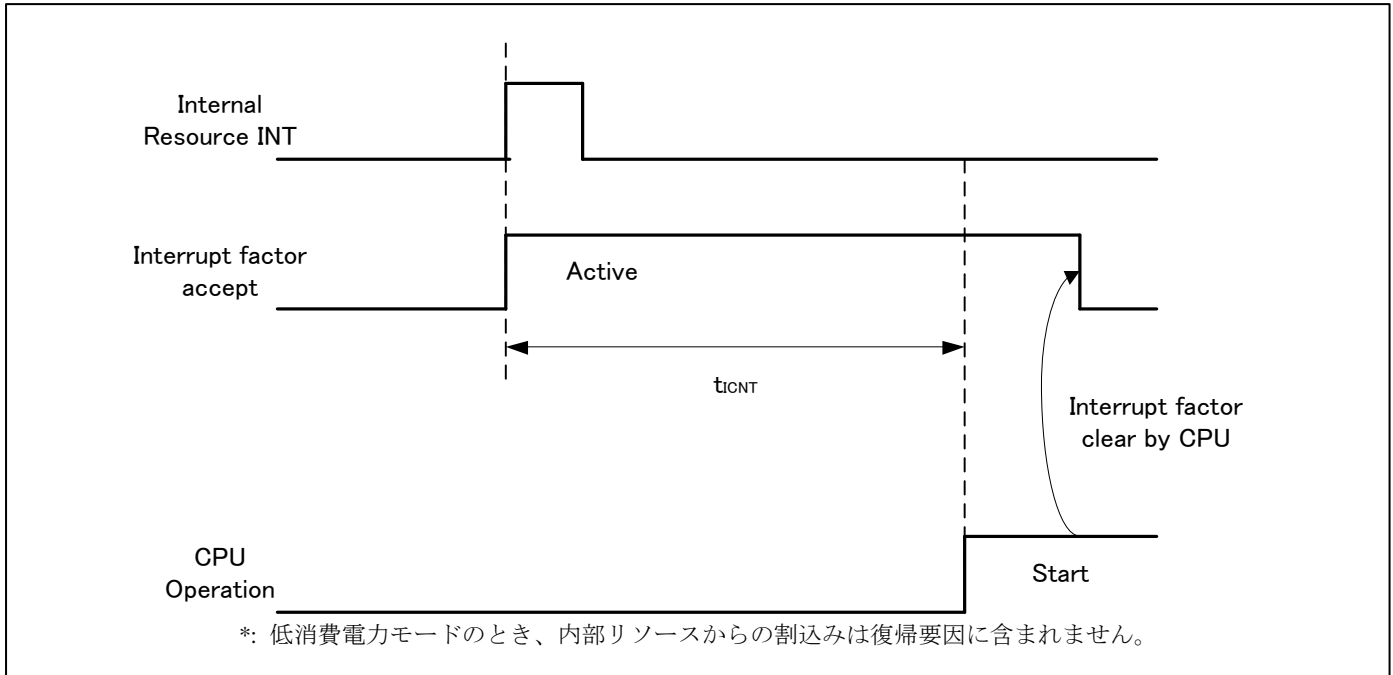 Internal
Resource INT
Interrupt factor
accept
Active
tICNT
Interrupt factor
clear by CPU
CPU
Operation
Start
*: 低消費電力モードのとき、内部リソースからの割込みは復帰要因に含まれません。